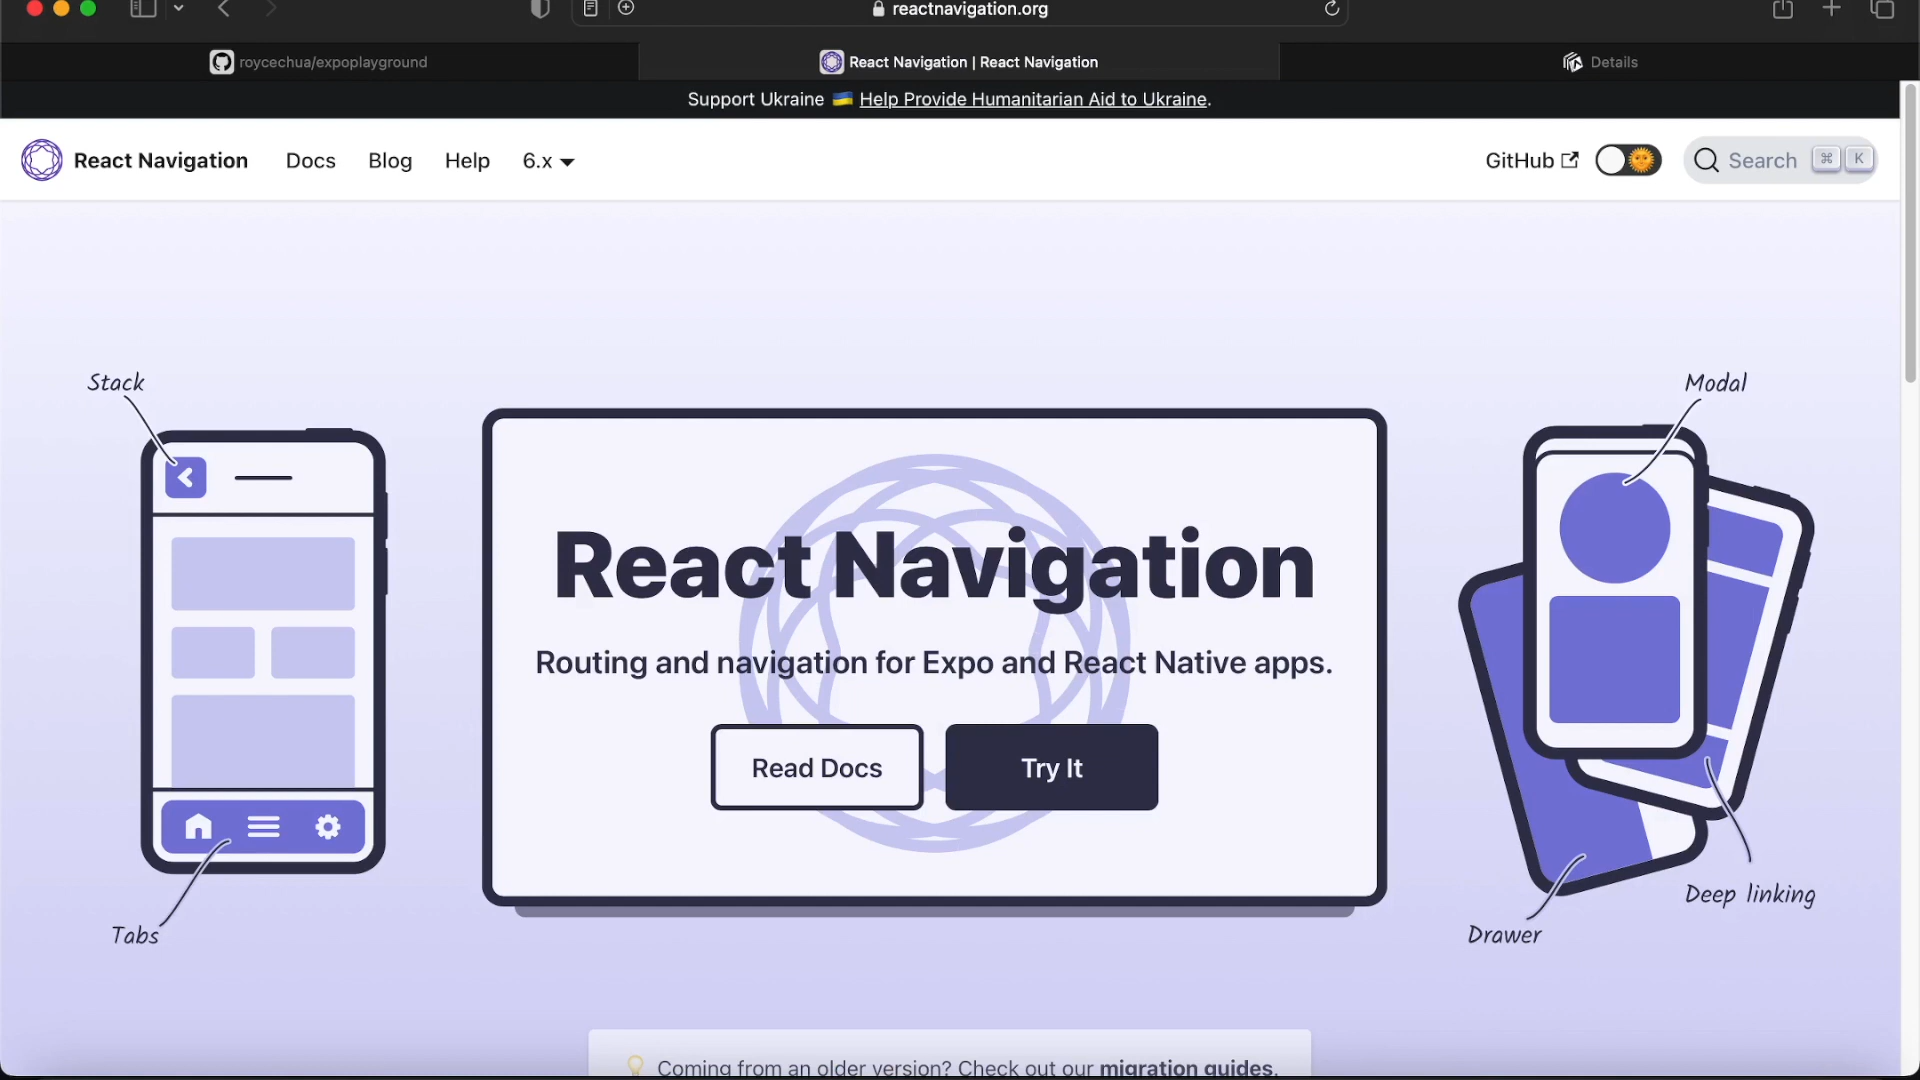 reactnavigation.org
roycechua/expoplayground
React Navigation | React Navigation
Details
Support Ukraine 🇺🇦 Help Provide Humanitarian Aid to Ukraine.
React Navigation
Docs
Blog
Help
6.x
GitHub
Search
⌘ K
Stack
Modal
React Navigation
Routing and navigation for Expo and React Native apps.
Read Docs
Try It
Deep linking
Tabs
Drawer
💡 Coming from an older version? Check out our migration guides.